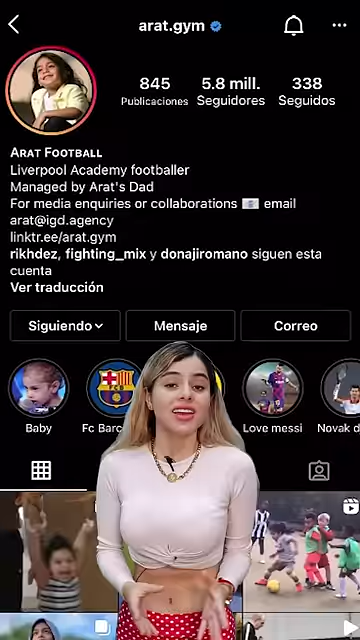 arat.gym
845
5.8 mill.
338
Publicaciones
Seguidores
Seguidos
ARAT FOOTBALL
Liverpool Academy footballer
Managed by Arat's Dad
For media enquiries or collaborations 📧 email
arat@igd.agency
linktr.ee/arat.gym
rikhdez, fighting_mix y donajiromano siguen esta
cuenta
Ver traducción
Siguiendo
Mensaje
Correo
Baby
Fc Barc
Love messi
Novak d